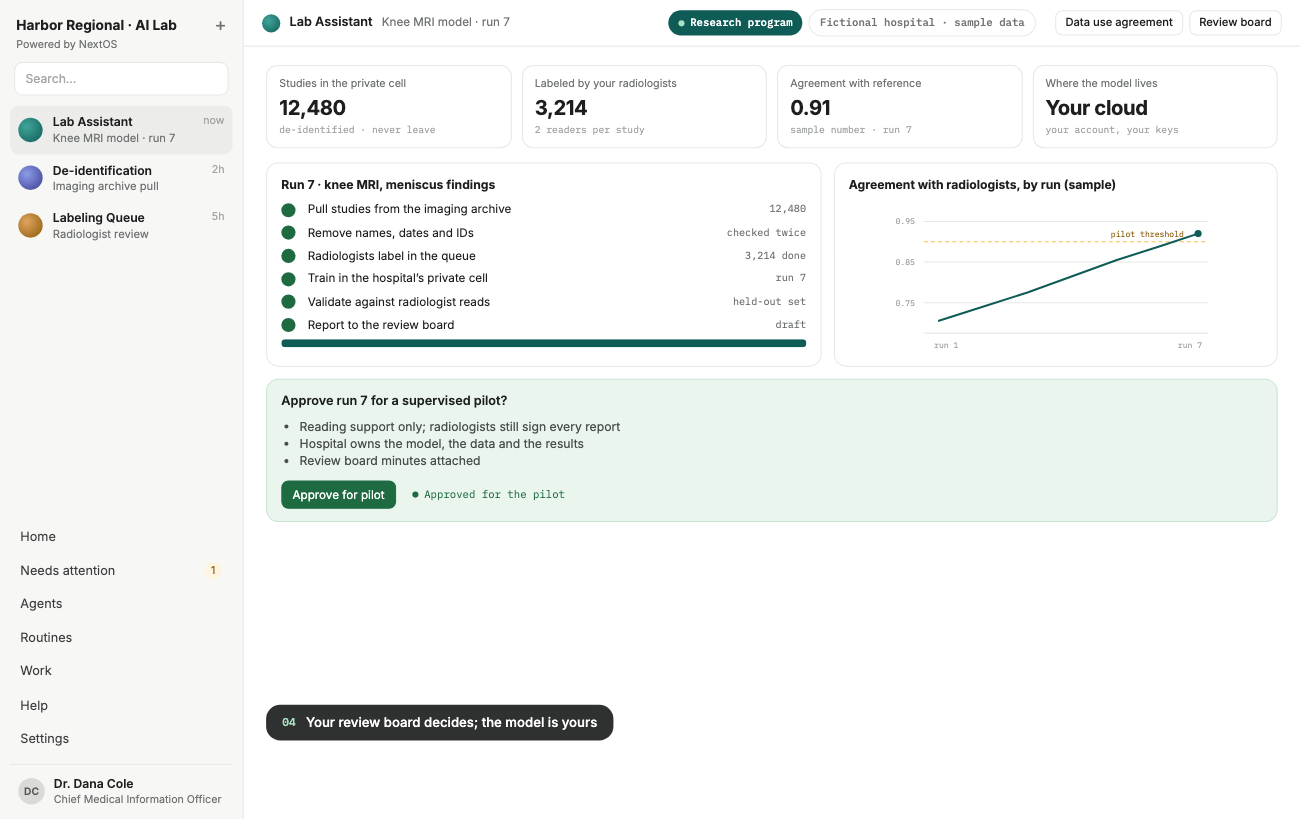 Harbor Regional · AI Lab
+
Powered by NextOS
Search...
Lab Assistant
now
Knee MRI model · run 7
De-identification
2h
Imaging archive pull
Labeling Queue
5h
Radiologist review
Home
Needs attention
1
Agents
Routines
Work
Help
Settings
DC
Dr. Dana Cole
Chief Medical Information Officer
Lab Assistant Knee MRI model · run 7
Research program
Fictional hospital · sample data
Data use agreement
Review board
Studies in the private cell
12,480
de-identified · never leave
Labeled by your radiologists
3,214
2 readers per study
Agreement with reference
0.91
sample number · run 7
Where the model lives
Your cloud
your account, your keys
Run 7 · knee MRI, meniscus findings
Pull studies from the imaging archive 12,480
Remove names, dates and IDs checked twice
Radiologists label in the queue 3,214 done
Train in the hospital's private cell run 7
Validate against radiologist reads held-out set
Report to the review board draft
Agreement with radiologists, by run (sample)
0.95
pilot threshold
0.85
0.75
run 1 run 7
Approve run 7 for a supervised pilot?
• Reading support only; radiologists still sign every report
• Hospital owns the model, the data and the results
• Review board minutes attached
Approve for pilot
Approved for the pilot
04 Your review board decides; the model is yours